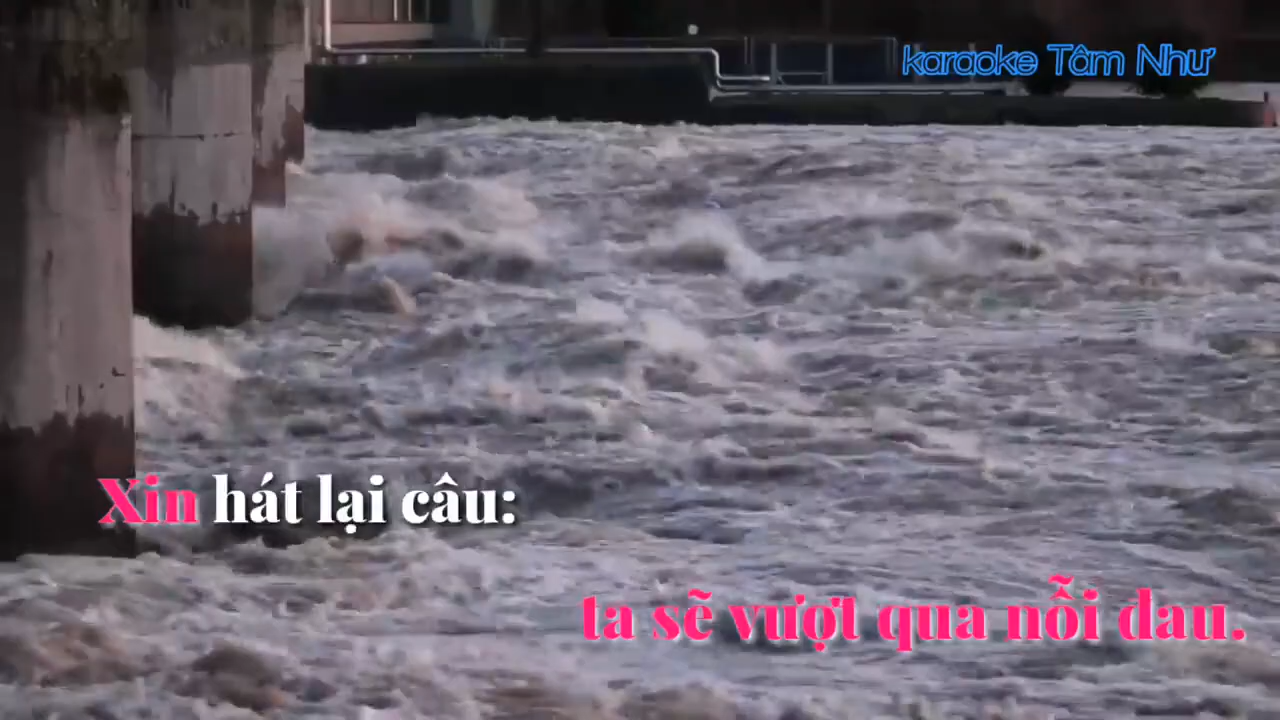 karaoke Tâm Như
Xin hát lại câu:
ta sẽ vượt qua nỗi đau.